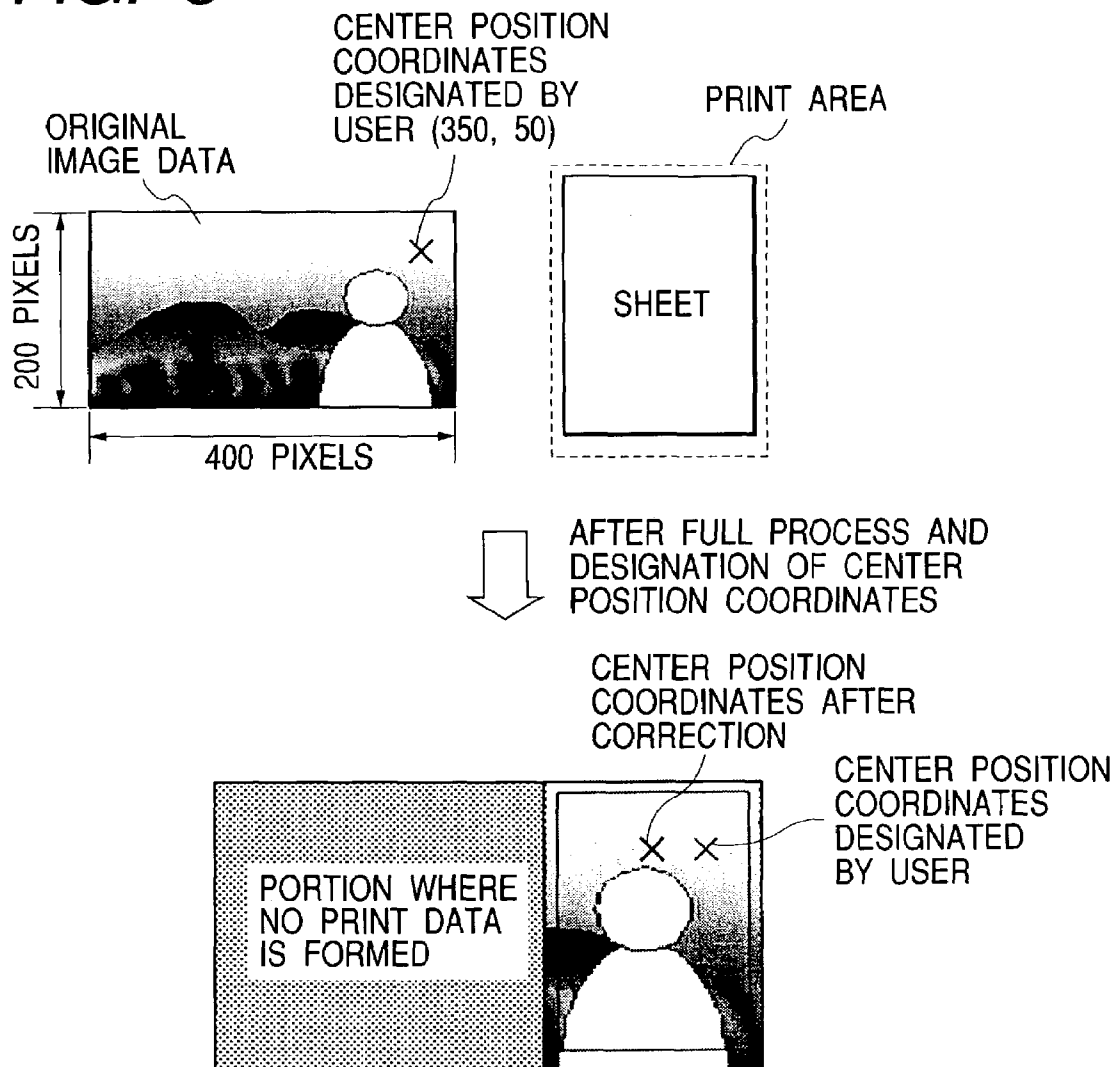 CENTER POSITION
COORDINATES
DESIGNATED BY
USER (350, 50)
PRINT AREA
ORIGINAL
IMAGE DATA
200 PIXELS
SHEET
400 PIXELS
AFTER FULL PROCESS AND
DESIGNATION OF CENTER
POSITION COORDINATES
CENTER POSITION
COORDINATES AFTER
CORRECTION
CENTER POSITION
COORDINATES
DESIGNATED
BY USER
PORTION WHERE
NO PRINT DATA
IS FORMED